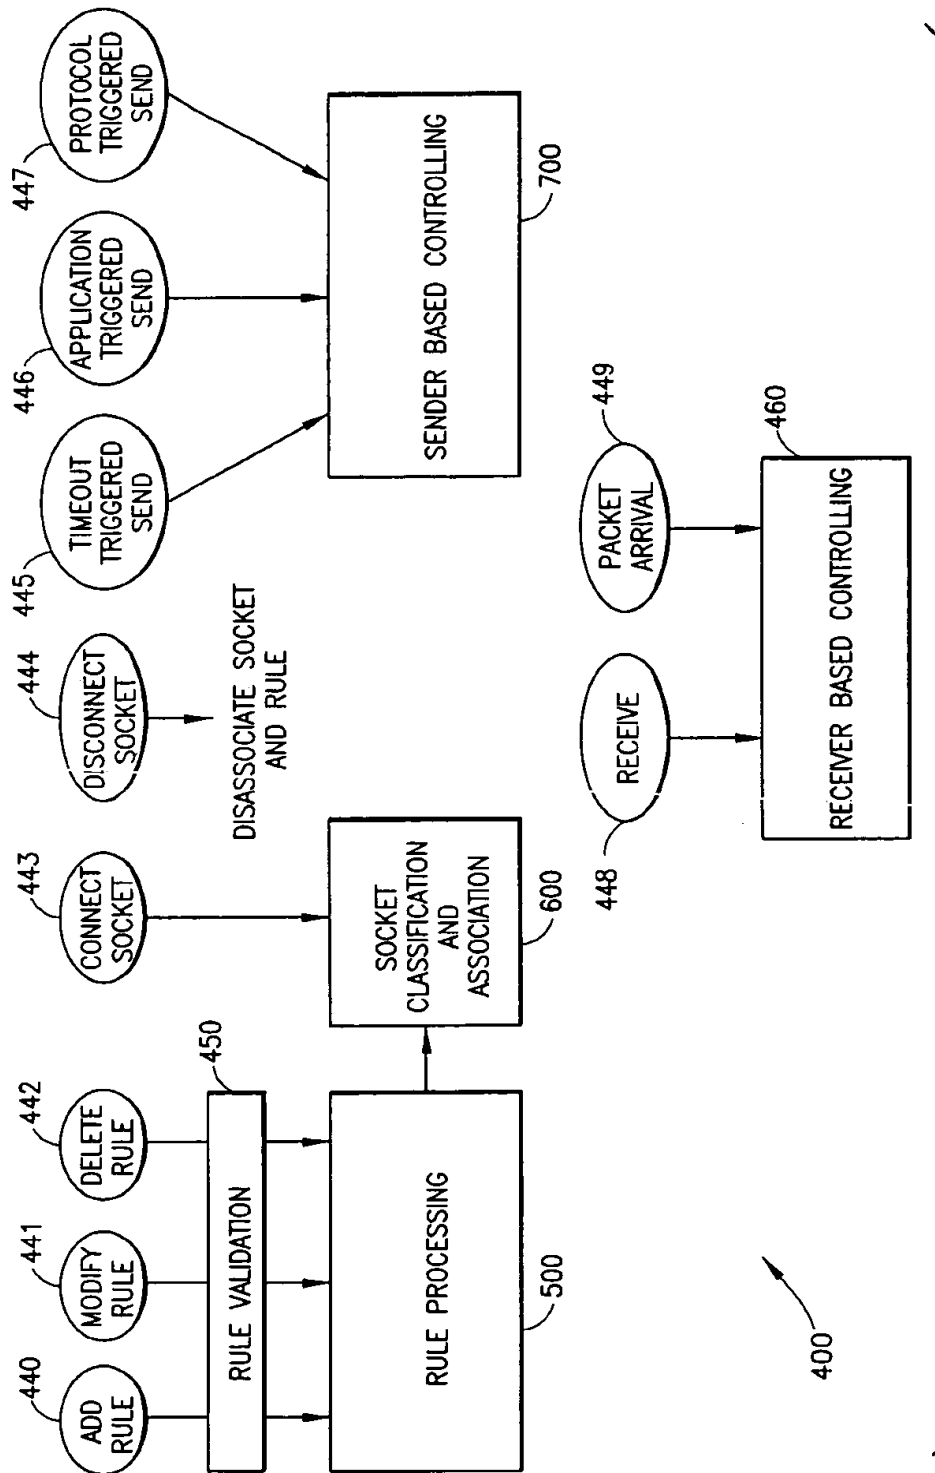 440
ADD
RULE
441
MODIFY
RULE
442
DELETE
RULE
443
CONNECT
SOCKET
444
DISCONNECT
SOCKET
445
TIMEOUT
TRIGGERED
SEND
446
APPLICATION
TRIGGERED
SEND
447
PROTOCOL
TRIGGERED
SEND
450
RULE VALIDATION
DISASSOCIATE SOCKET
AND RULE
RULE PROCESSING
500
SOCKET
CLASSIFICATION
AND
ASSOCIATION
600
SENDER BASED CONTROLLING
700
448
RECEIVE
449
PACKET
ARRIVAL
460
RECEIVER BASED CONTROLLING
400